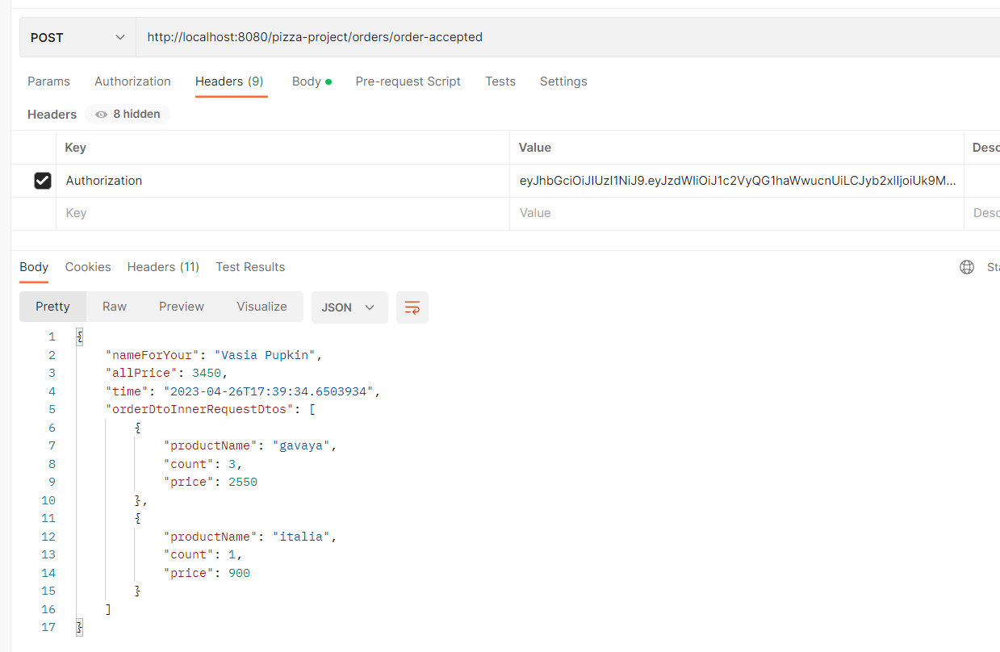 POST http://localhost:8080/pizza-project/orders/order-accepted
Params Authorization Headers (9) Body Pre-request Script Tests Settings
Headers 8 hidden
Key Value Desc
Authorization eyJhbGciOiJIUzI1NiJ9.eyJzdWIiOiJ1c2VyQG1haWwucnUiLCJyb2xlIjoiUk9M...
Key Value Desc
Body Cookies Headers (11) Test Results Sta
Pretty Raw Preview Visualize JSON
1 {
2 "nameForYour": "Vasia Pupkin",
3 "allPrice": 3450,
4 "time": "2023-04-26T17:39:34.6503934",
5 "orderDtoInnerRequestDtos": [
6 {
7 "productName": "gavaya",
8 "count": 3,
9 "price": 2550
10 },
11 {
12 "productName": "italia",
13 "count": 1,
14 "price": 900
15 }
16 ]
17 }